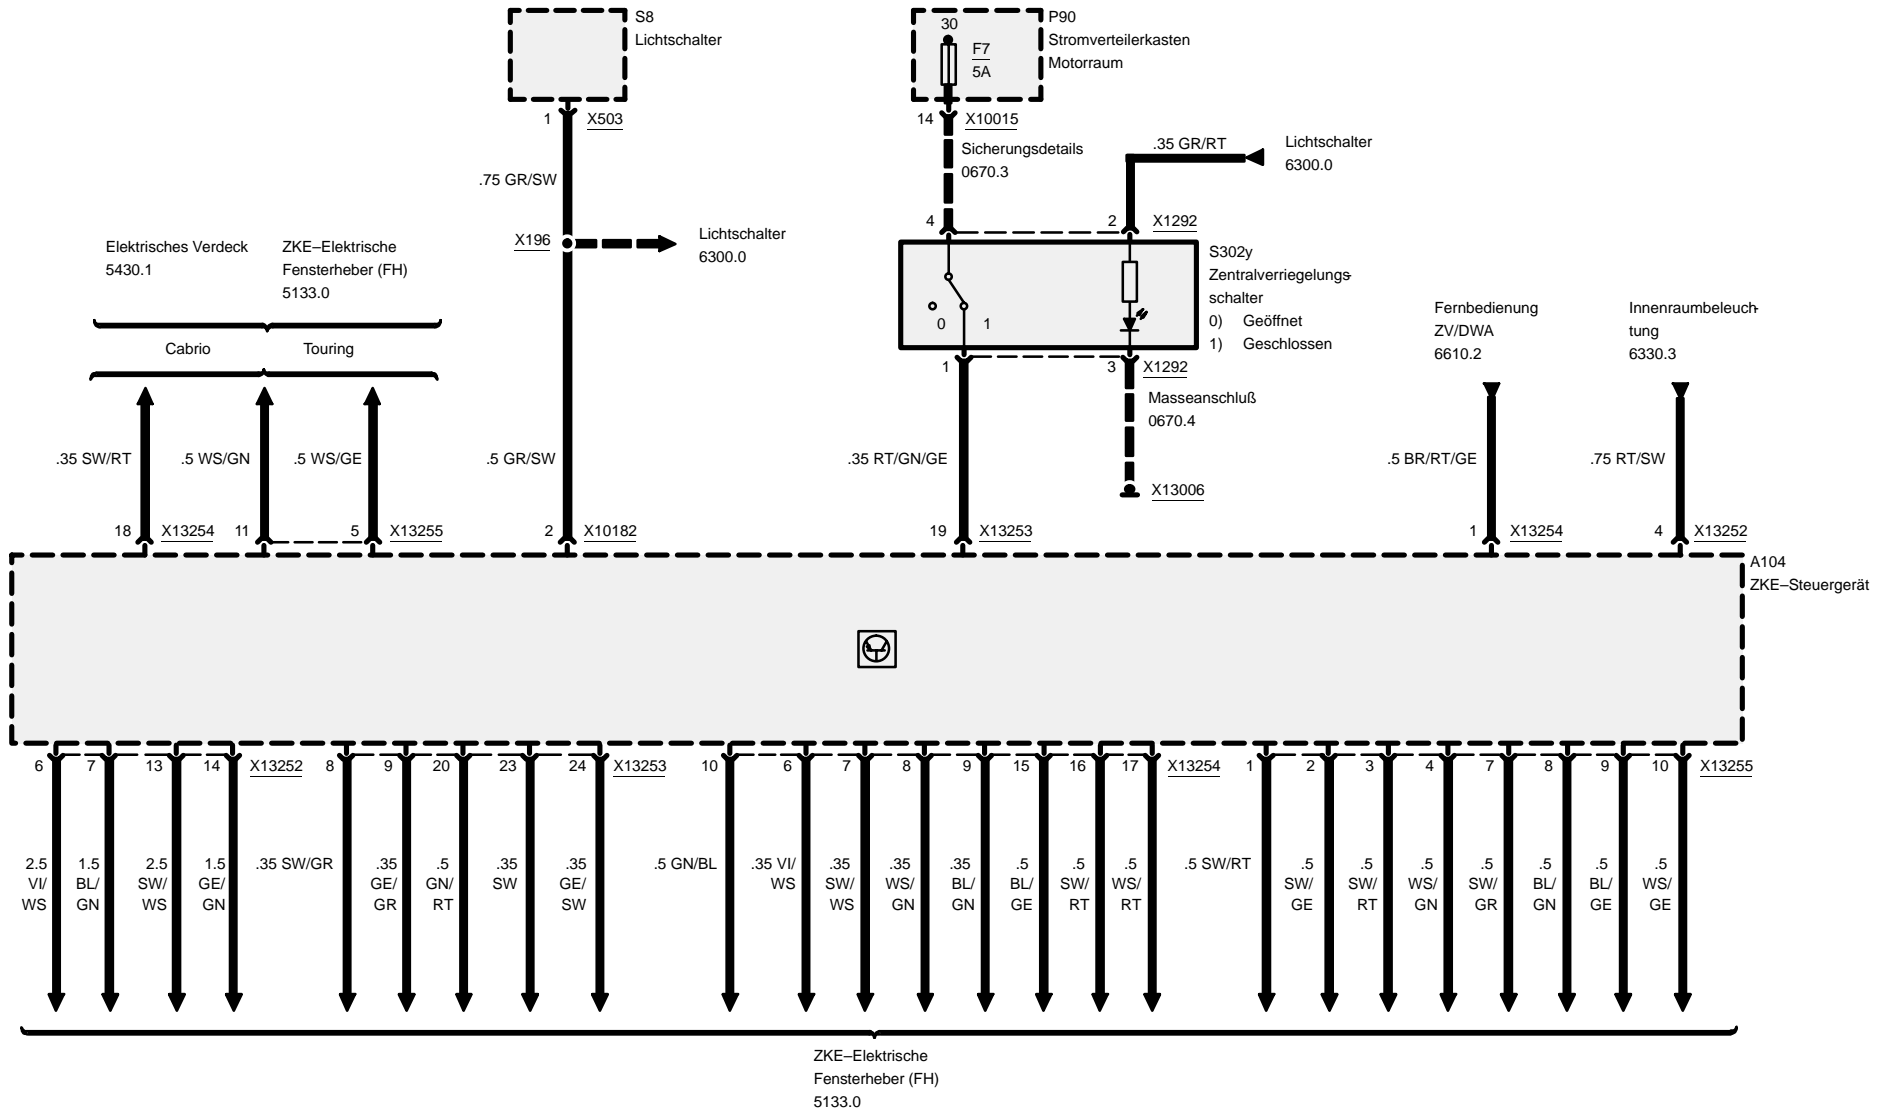 S8
Lichtschalter
1
X503
.75 GR/SW
X196
Lichtschalter
6300.0
.5 GR/SW
2
X10182
30
F7
5A
P90
Stromverteilerkasten
Motorraum
14
X10015
Sicherungsdetails
0670.3
.35 GR/RT
Lichtschalter
6300.0
4
2
X1292
0
1
S302y
Zentralverriegelungs-
schalter
0) Geöffnet
1) Geschlossen
1
3
X1292
Masseanschluß
0670.4
X13006
.35 RT/GN/GE
19
X13253
Elektrisches Verdeck
5430.1
ZKE–Elektrische
Fensterheber (FH)
5133.0
Cabrio
Touring
.35 SW/RT
.5 WS/GN
.5 WS/GE
18
X13254
11
5
X13255
Fernbedienung
ZV/DWA
6610.2
.5 BR/RT/GE
1
X13254
Innenraumbeleuch-
tung
6330.3
.75 RT/SW
4
X13252
A104
ZKE–Steuergerät
6
7
13
14
X13252
8
9
20
23
24
X13253
10
6
7
8
9
15
16
17
X13254
1
2
3
4
7
8
9
10
X13255
2.5
VI/
WS
1.5
BL/
GN
2.5
SW/
WS
1.5
GE/
GN
.35 SW/GR
.35
GE/
GR
.5
GN/
RT
.35
SW
.35
GE/
SW
.5 GN/BL
.35 VI/
WS
.35
SW/
WS
.35
WS/
GN
.35
BL/
GN
.5
BL/
GE
.5
SW/
RT
.5
WS/
RT
.5 SW/RT
.5
SW/
GE
.5
SW/
RT
.5
WS/
GN
.5
SW/
GR
.5
BL/
GN
.5
BL/
GE
.5
WS/
GE
ZKE–Elektrische
Fensterheber (FH)
5133.0